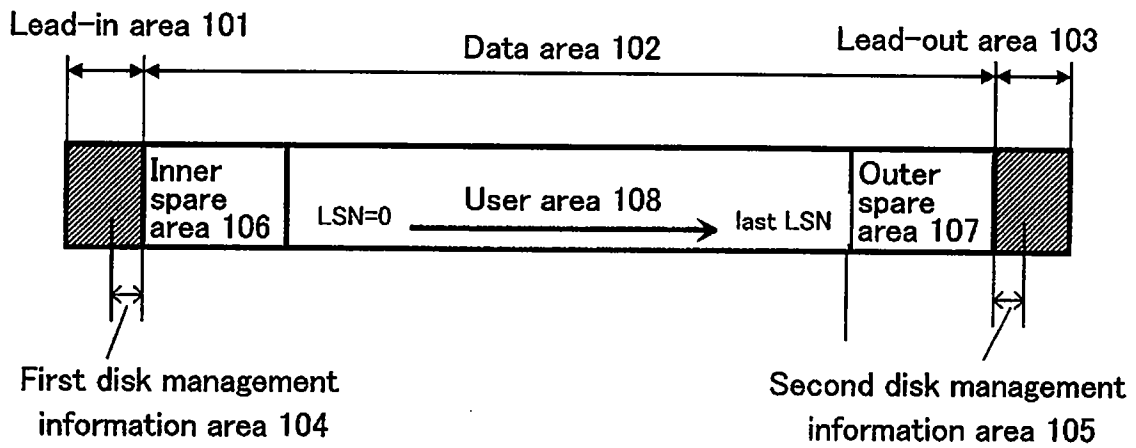 Lead-in area 101
Data area 102
Lead-out area 103
Inner
spare
area 106
LSN=0
User area 108
last LSN
Outer
spare
area 107
First disk management
information area 104
Second disk management
information area 105